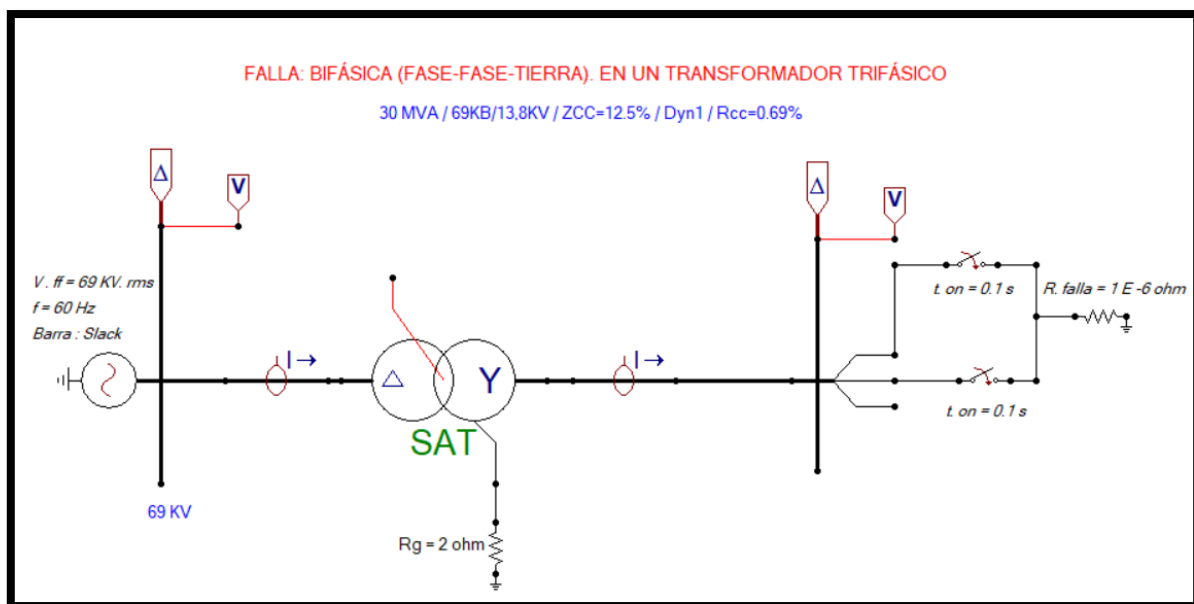 FALLA: BIFÁSICA (FASE-FASE-TIERRA). EN UN TRANSFORMADOR TRIFÁSICO
30 MVA / 69KB/13,8KV / ZCC=12.5% / Dyn1 / Rcc=0.69%
Δ
V
Δ
V
V . ff = 69 KV. rms
f = 60 Hz
Barra : Slack
t. on = 0.1 s
R. falla = 1 E -6 ohm
I →
I →
Δ
Y
SAT
t. on = 0.1 s
69 KV
Rg = 2 ohm